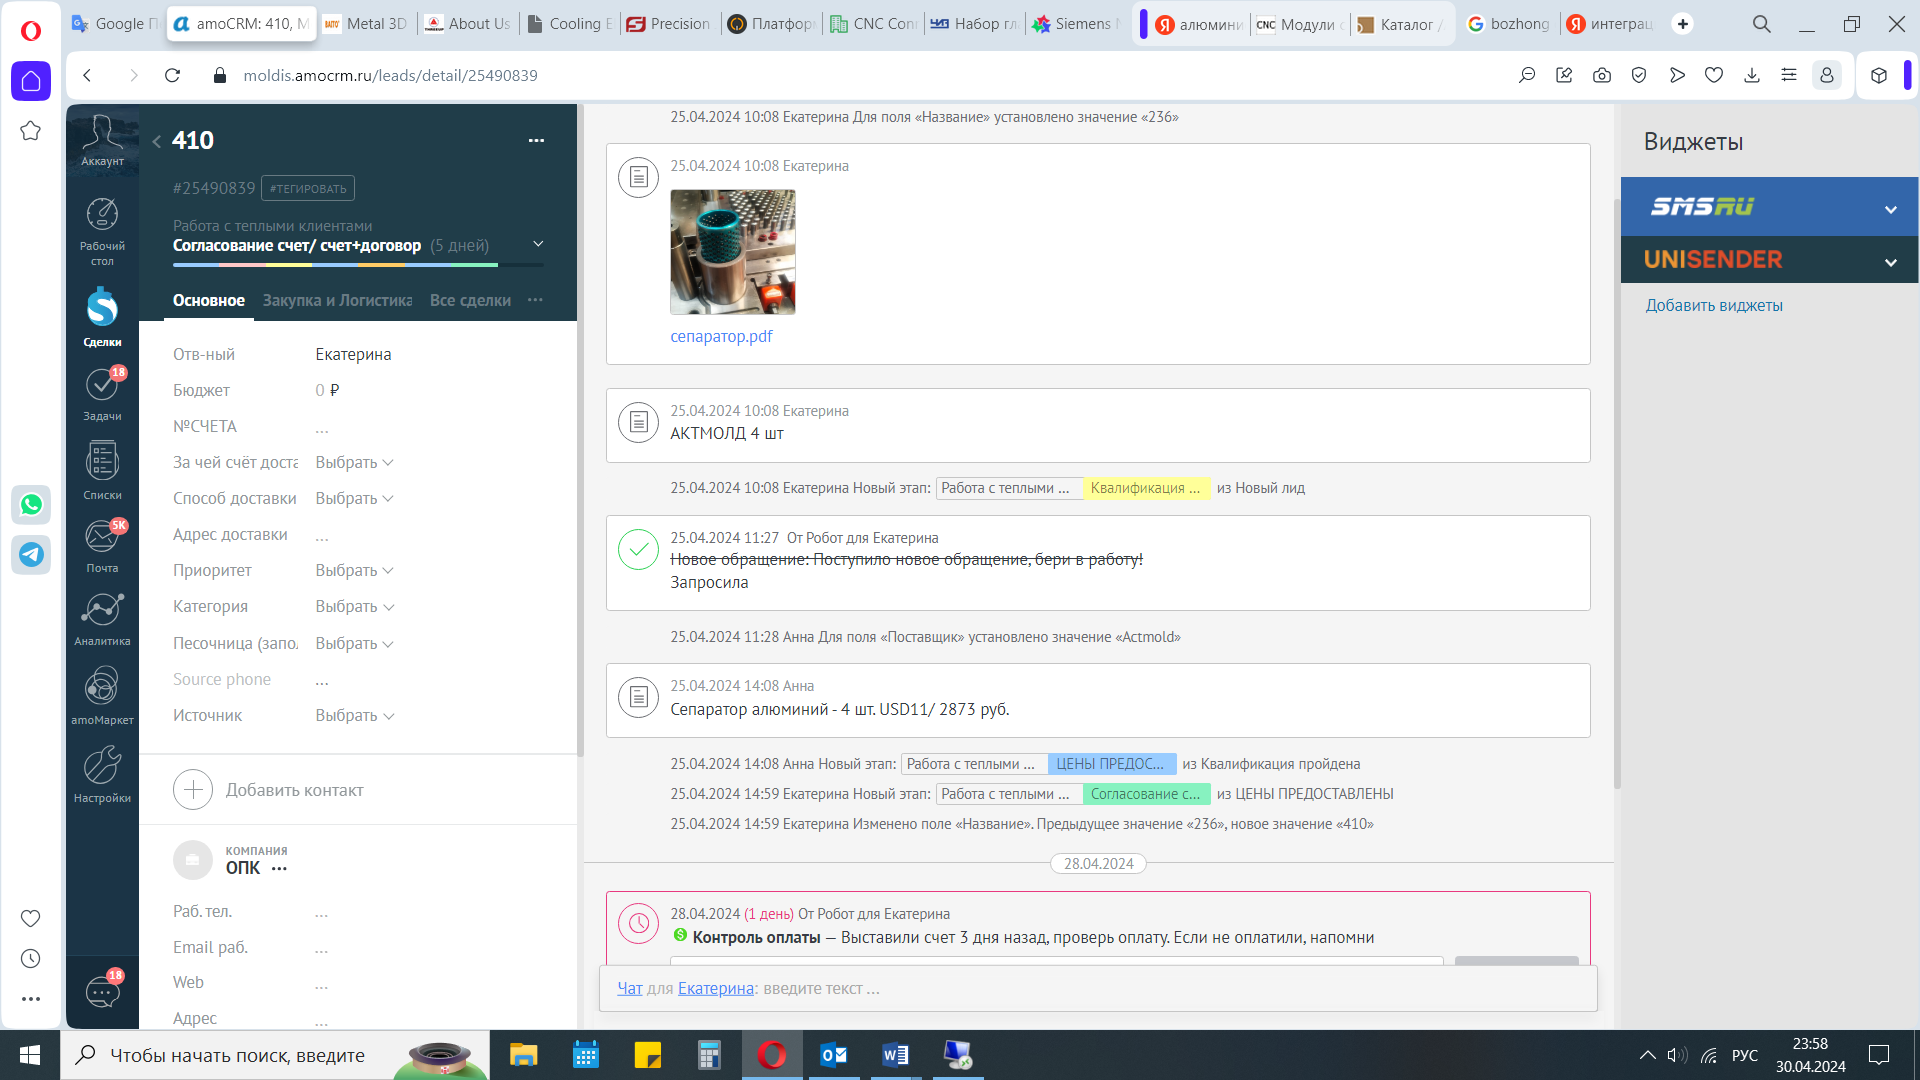 Google П
amoCRM: 410, M
Metal 3D
About Us
Cooling E
Precision
Платфор
CNC Con
Набор гл
Siemens N
алюмини
Модули с
Каталог /
bozhong
интеграц
moldis.amocrm.ru/leads/detail/25490839
Аккаунт
Рабочий
стол
Сделки
18
Задачи
Списки
5K
Почта
Аналитика
amoМаркет
Настройки
18
410
#25490839
#ТЕГИРОВАТЬ
Работа с теплыми клиентами
Согласование счет/ счет+договор (5 дней)
Основное Закупка и Логистика Все сделки
Отв-ный Екатерина
Бюджет 0 ₽
№СЧЕТА ...
За чей счёт доста Выбрать
Способ доставки Выбрать
Адрес доставки ...
Приоритет Выбрать
Категория Выбрать
Песочница (запол Выбрать
Source phone ...
Источник Выбрать
Добавить контакт
КОМПАНИЯ
ОПК
Раб. тел. ...
Email раб. ...
Web ...
Адрес ...
25.04.2024 10:08 Екатерина Для поля «Название» установлено значение «236»
25.04.2024 10:08 Екатерина
сепаратор.pdf
25.04.2024 10:08 Екатерина
АКТМОЛД 4 шт
25.04.2024 10:08 Екатерина Новый этап: Работа с теплыми ... Квалификация ... из Новый лид
25.04.2024 11:27 От Робот для Екатерина
Новое обращение: Поступило новое обращение, бери в работу!
Запросила
25.04.2024 11:28 Анна Для поля «Поставщик» установлено значение «Actmold»
25.04.2024 14:08 Анна
Сепаратор алюминий - 4 шт. USD11/ 2873 руб.
25.04.2024 14:08 Анна Новый этап: Работа с теплыми ... ЦЕНЫ ПРЕДОС... из Квалификация пройдена
25.04.2024 14:59 Екатерина Новый этап: Работа с теплыми ... Согласование с... из ЦЕНЫ ПРЕДОСТАВЛЕНЫ
25.04.2024 14:59 Екатерина Изменено поле «Название». Предыдущее значение «236», новое значение «410»
28.04.2024
28.04.2024 (1 день) От Робот для Екатерина
Контроль оплаты — Выставили счет 3 дня назад, проверь оплату. Если не оплатили, напомни
Чат для Екатерина: введите текст ...
Виджеты
SMSRU
UNISENDER
Добавить виджеты
Чтобы начать поиск, введите
РУС
23:58
30.04.2024